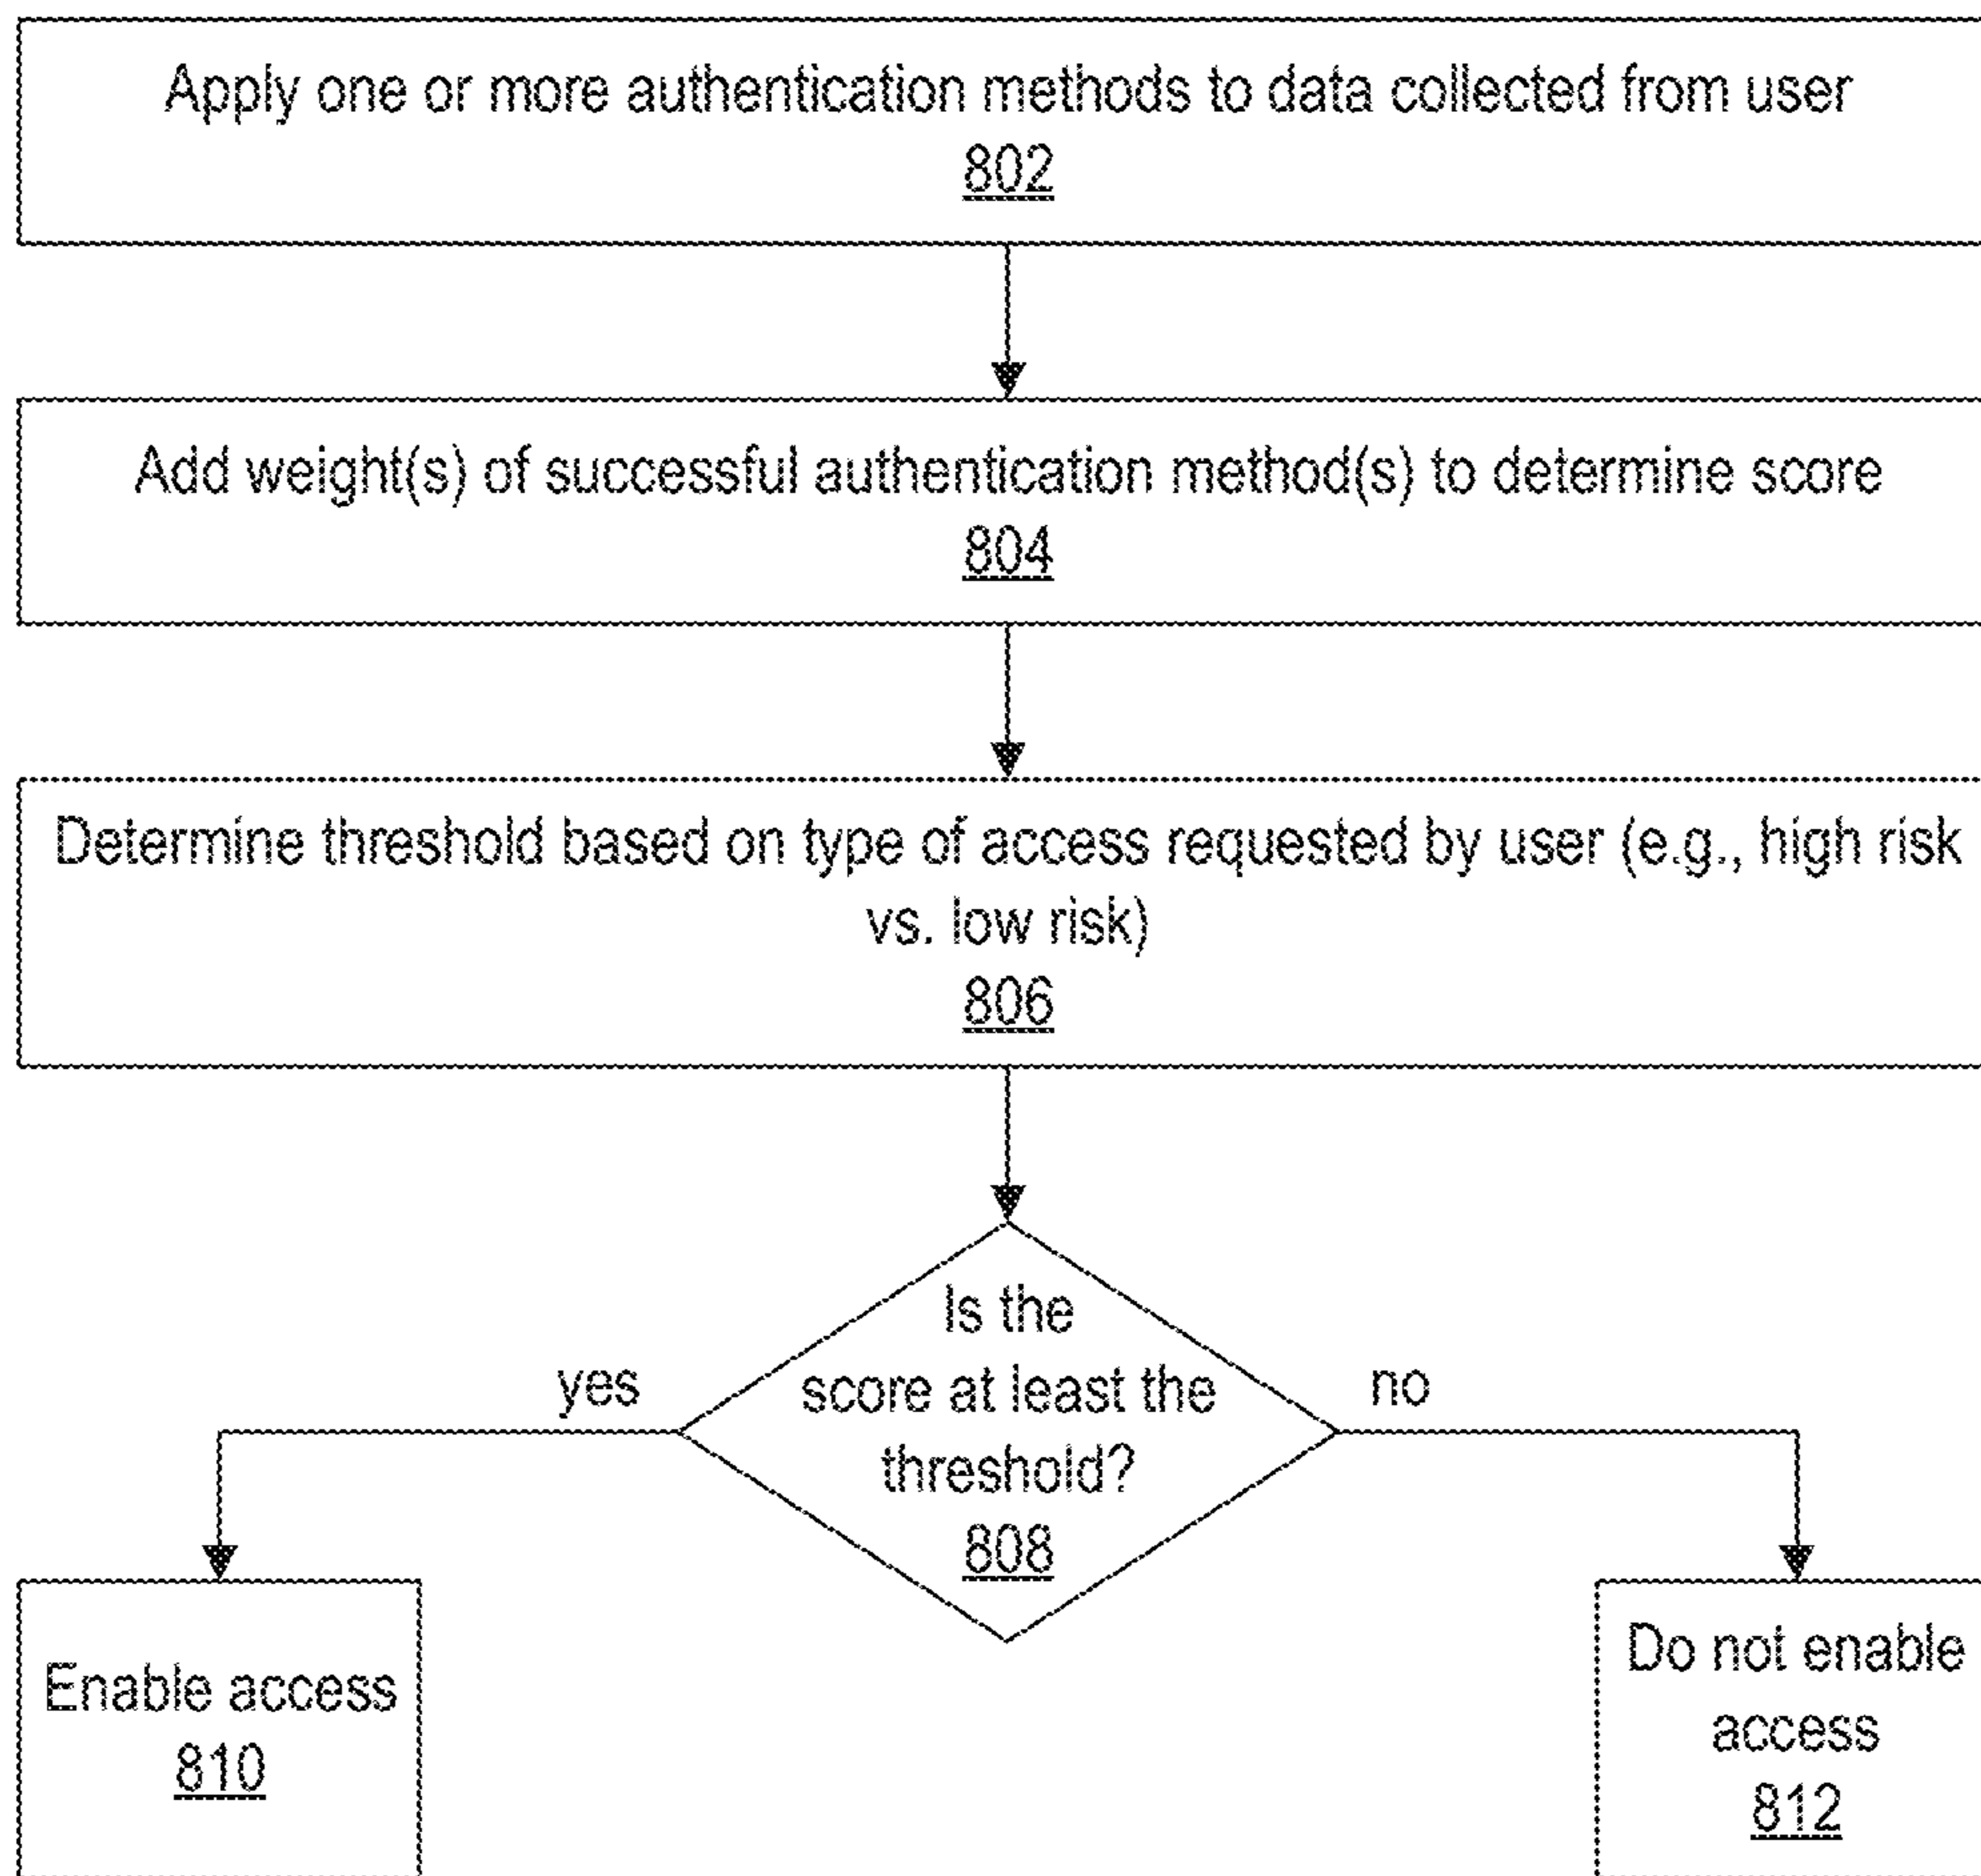 Apply one or more authentication methods to data collected from user
802
Add weight(s) of successful authentication method(s) to determine score
804
Determine threshold based on type of access requested by user (e.g., high risk
vs. low risk)
806
Is the
score at least the
threshold?
808
yes
no
Enable access
810
Do not enable
access
812